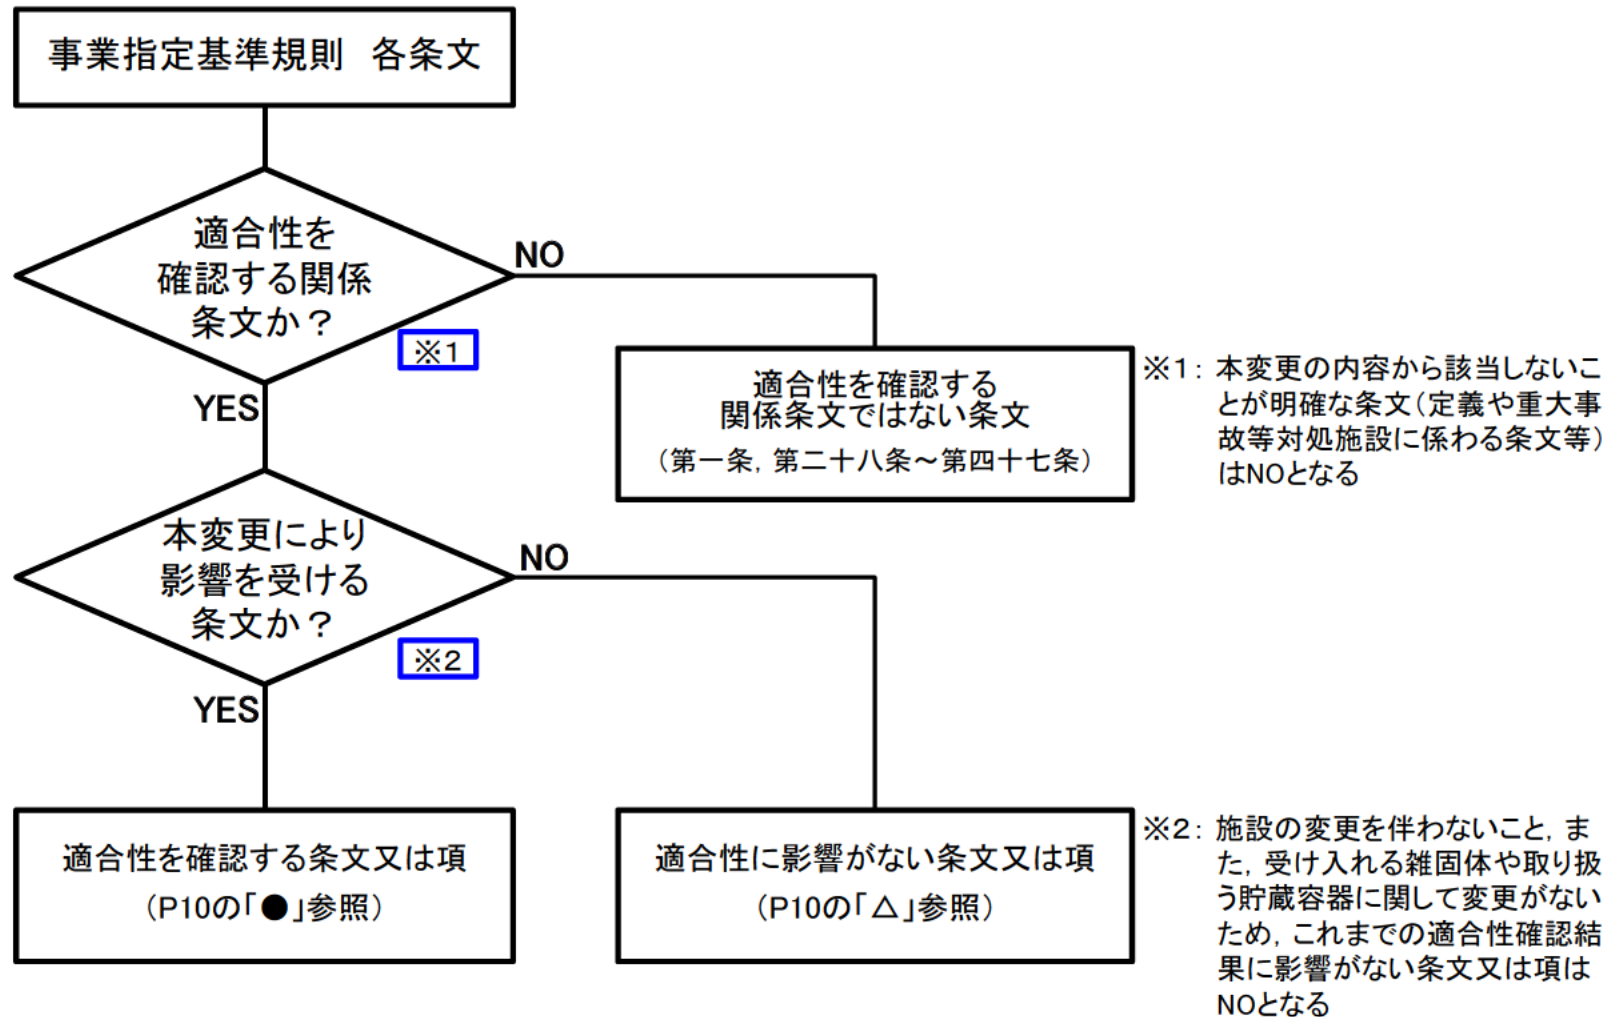 事業指定基準規則　各条文
適合性を
確認する関係
条文か？
※1
NO
YES
適合性を確認する
関係条文ではない条文
（第一条，第二十八条～第四十七条）
※1： 本変更の内容から該当しないこ
とが明確な条文（定義や重大事
故等対処施設に係わる条文等）
はNOとなる
本変更により
影響を受ける
条文か？
※2
NO
YES
適合性を確認する条文又は項
（P10の「●」参照）
適合性に影響がない条文又は項
（P10の「△」参照）
※2： 施設の変更を伴わないこと，ま
た，受け入れる雑固体や取り扱
う貯蔵容器に関して変更がない
ため，これまでの適合性確認結
果に影響がない条文又は項は
NOとなる